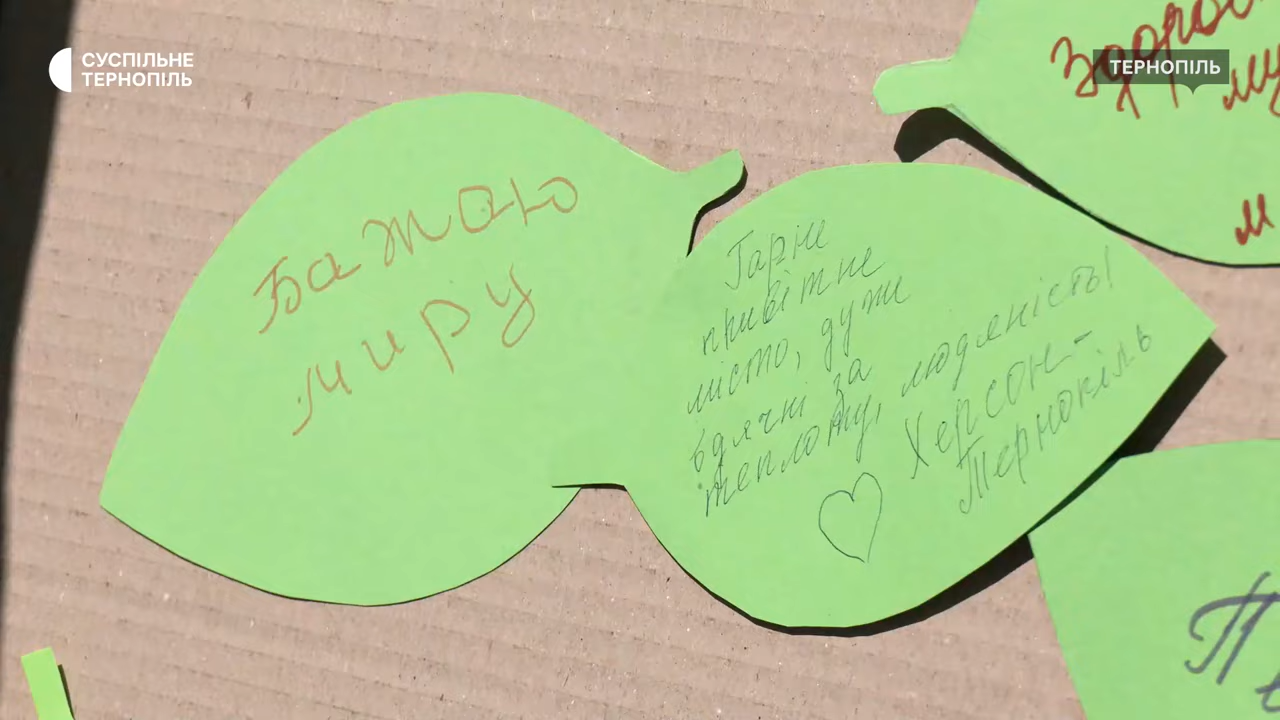 СУСПІЛЬНЕ
ТЕРНОПІЛЬ
ТЕРНОПІЛЬ
Бажаю
миру
Гарне
привітне
місто, дуже
вдячні за
теплоту, людяність!
Херсон-
Тернопіль